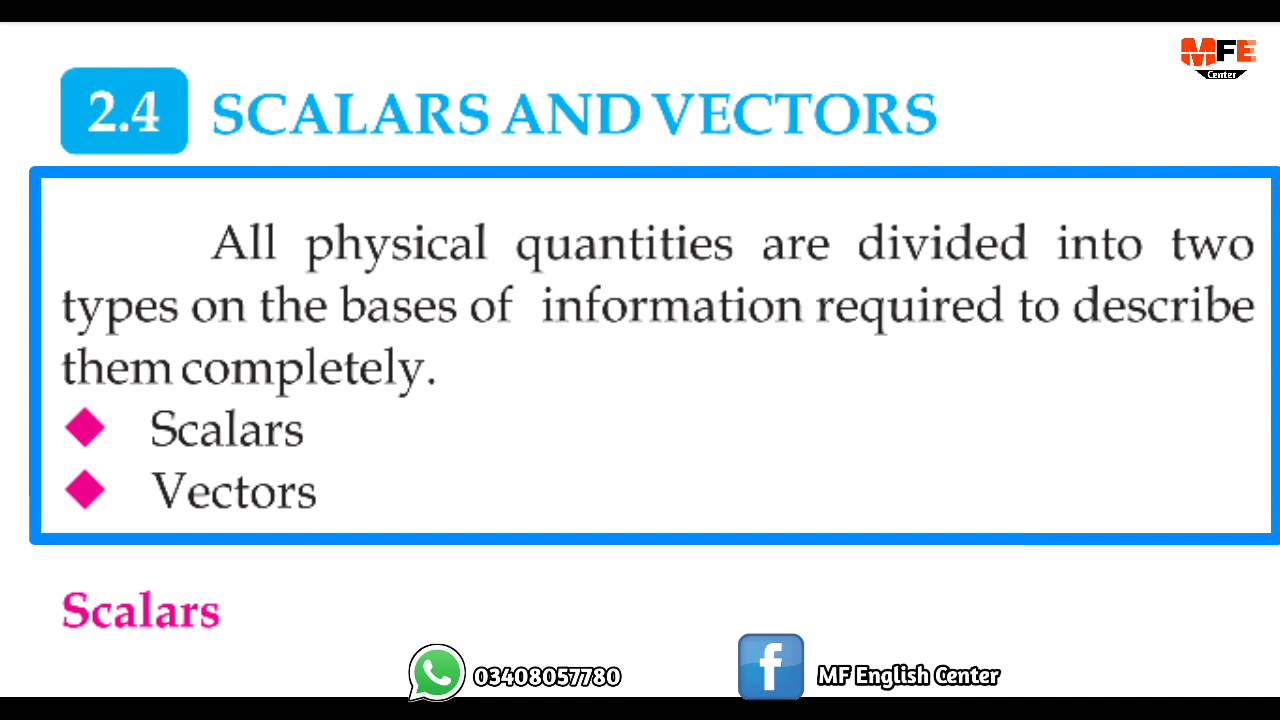 MFE
Center
2.4 SCALARS AND VECTORS
All physical quantities are divided into two
types on the bases of information required to describe
them completely.
Scalars
Vectors
Scalars
03408057780 MF English Center